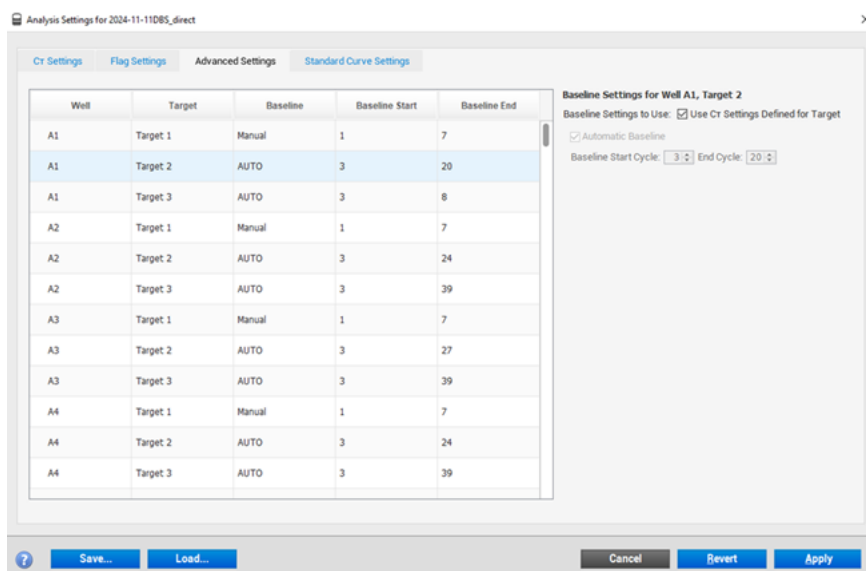 Analysis Settings for 2024-11-11DBS_direct
Cᴛ Settings Flag Settings Advanced Settings Standard Curve Settings
Well Target Baseline Baseline Start Baseline End
A1 Target 1 Manual 1 7
A1 Target 2 AUTO 3 20
A1 Target 3 AUTO 3 8
A2 Target 1 Manual 1 7
A2 Target 2 AUTO 3 24
A2 Target 3 AUTO 3 39
A3 Target 1 Manual 1 7
A3 Target 2 AUTO 3 27
A3 Target 3 AUTO 3 39
A4 Target 1 Manual 1 7
A4 Target 2 AUTO 3 24
A4 Target 3 AUTO 3 39
Baseline Settings for Well A1, Target 2
Baseline Settings to Use: Use Cᴛ Settings Defined for Target
Automatic Baseline
Baseline Start Cycle: 3 End Cycle: 20
? Save... Load... Cancel Revert Apply